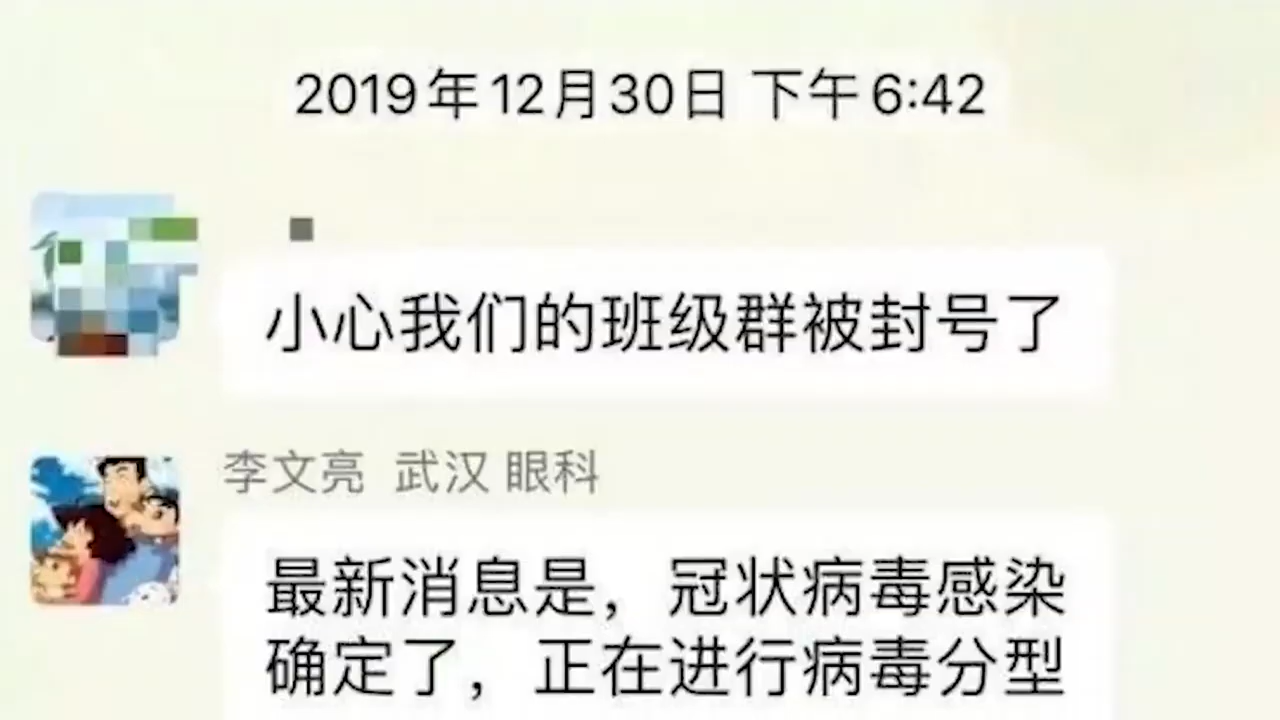 2019年12月30日 下午6:42
小心我们的班级群被封号了
李文亮 武汉 眼科
最新消息是，冠状病毒感染
确定了，正在进行病毒分型